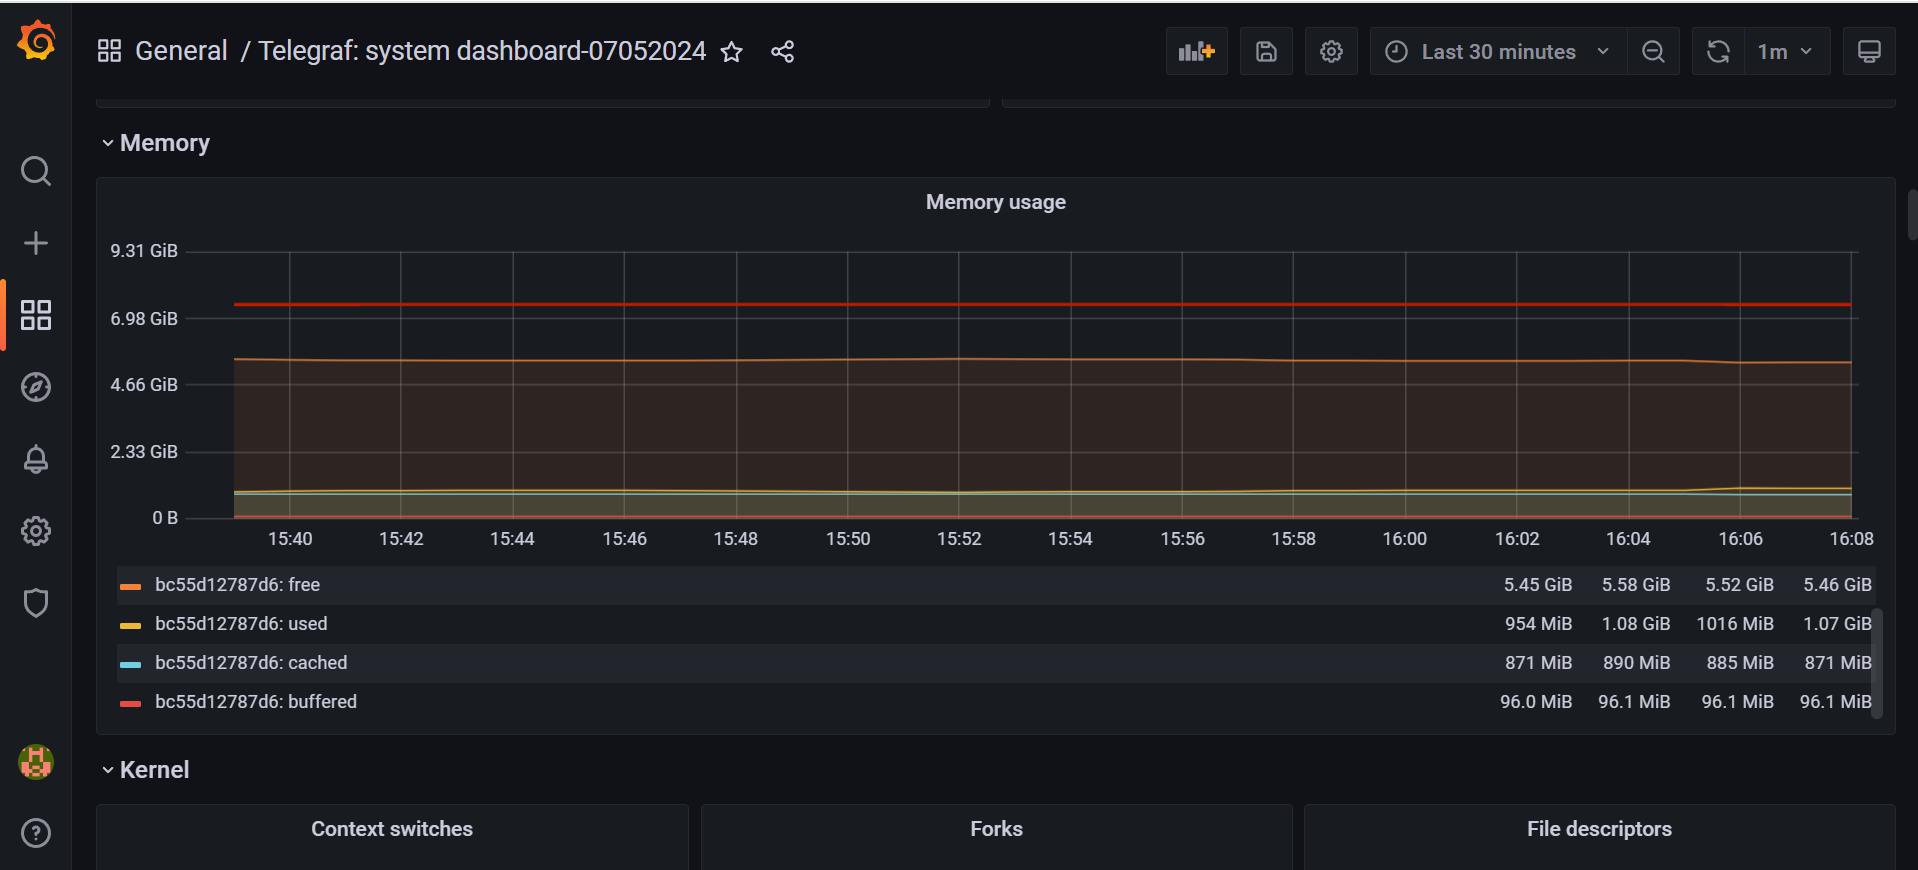 General / Telegraf: system dashboard-07052024
Last 30 minutes
1m
Memory
Memory usage
9.31 GiB
6.98 GiB
4.66 GiB
2.33 GiB
0 B
15:40 15:42 15:44 15:46 15:48 15:50 15:52 15:54 15:56 15:58 16:00 16:02 16:04 16:06 16:08
bc55d12787d6: free 5.45 GiB 5.58 GiB 5.52 GiB 5.46 GiB
bc55d12787d6: used 954 MiB 1.08 GiB 1016 MiB 1.07 GiB
bc55d12787d6: cached 871 MiB 890 MiB 885 MiB 871 MiB
bc55d12787d6: buffered 96.0 MiB 96.1 MiB 96.1 MiB 96.1 MiB
Kernel
Context switches
Forks
File descriptors